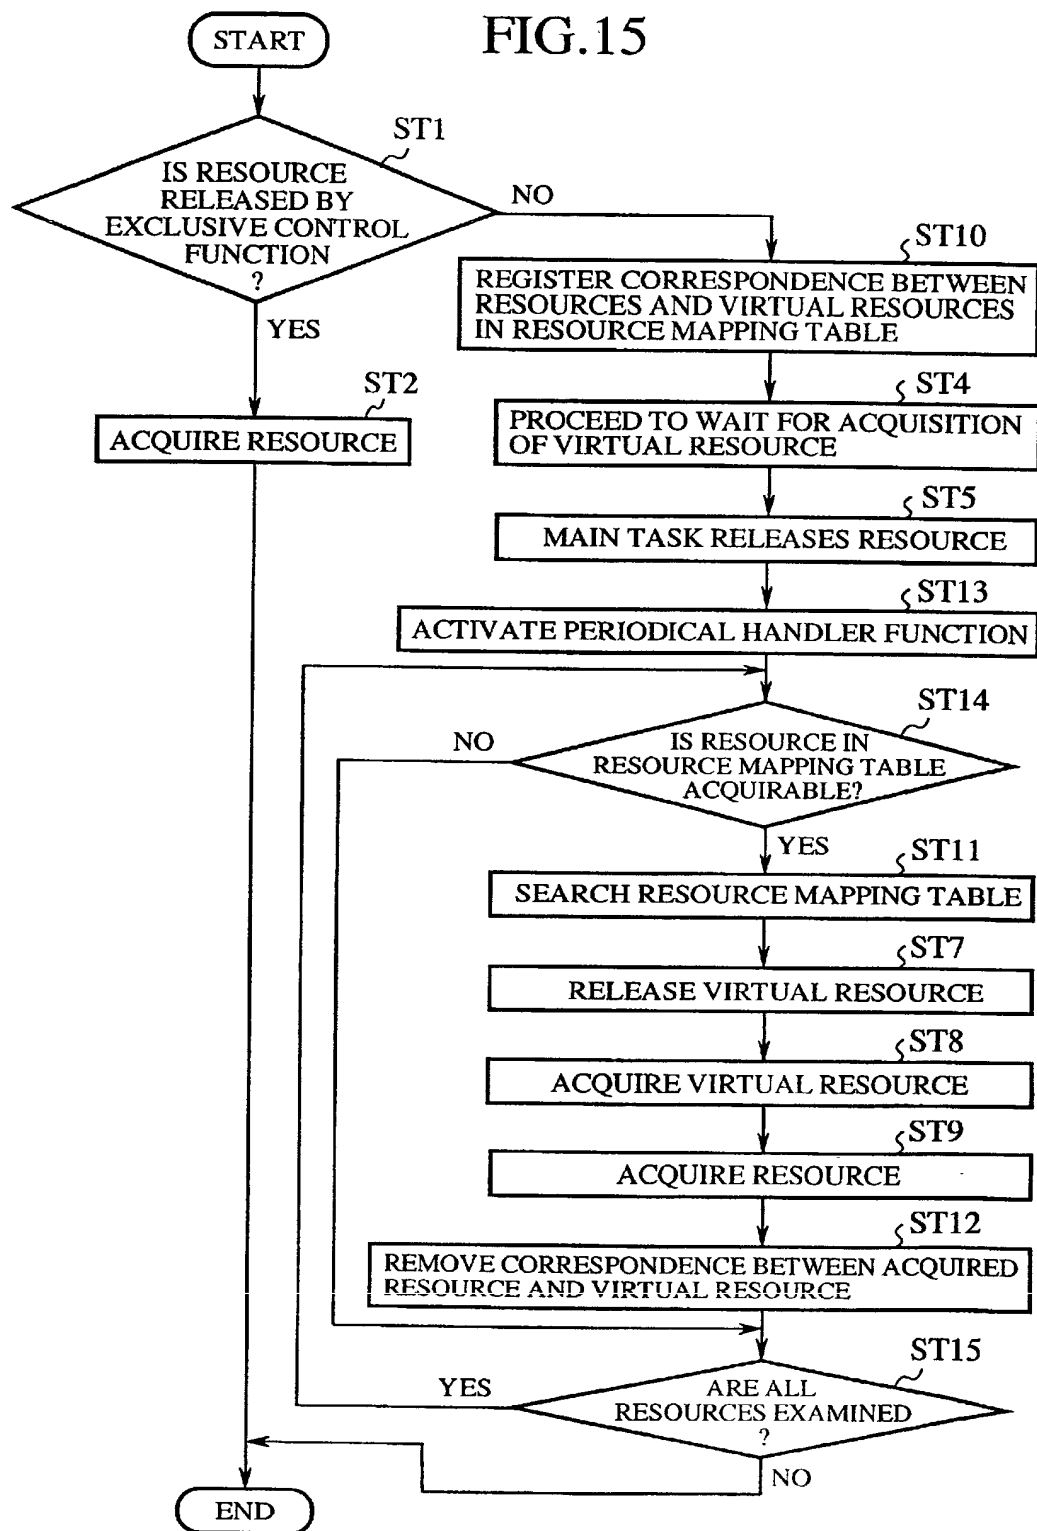 FIG.15
START
ST1
IS RESOURCE
RELEASED BY
EXCLUSIVE CONTROL
FUNCTION
?
NO
YES
ST2
ACQUIRE RESOURCE
ST10
REGISTER CORRESPONDENCE BETWEEN
RESOURCES AND VIRTUAL RESOURCES
IN RESOURCE MAPPING TABLE
ST4
PROCEED TO WAIT FOR ACQUISITION
OF VIRTUAL RESOURCE
ST5
MAIN TASK RELEASES RESOURCE
ST13
ACTIVATE PERIODICAL HANDLER FUNCTION
ST14
IS RESOURCE IN
RESOURCE MAPPING TABLE
ACQUIRABLE?
NO
YES
ST11
SEARCH RESOURCE MAPPING TABLE
ST7
RELEASE VIRTUAL RESOURCE
ST8
ACQUIRE VIRTUAL RESOURCE
ST9
ACQUIRE RESOURCE
ST12
REMOVE CORRESPONDENCE BETWEEN ACQUIRED
RESOURCE AND VIRTUAL RESOURCE
ST15
ARE ALL
RESOURCES EXAMINED
?
YES
NO
END